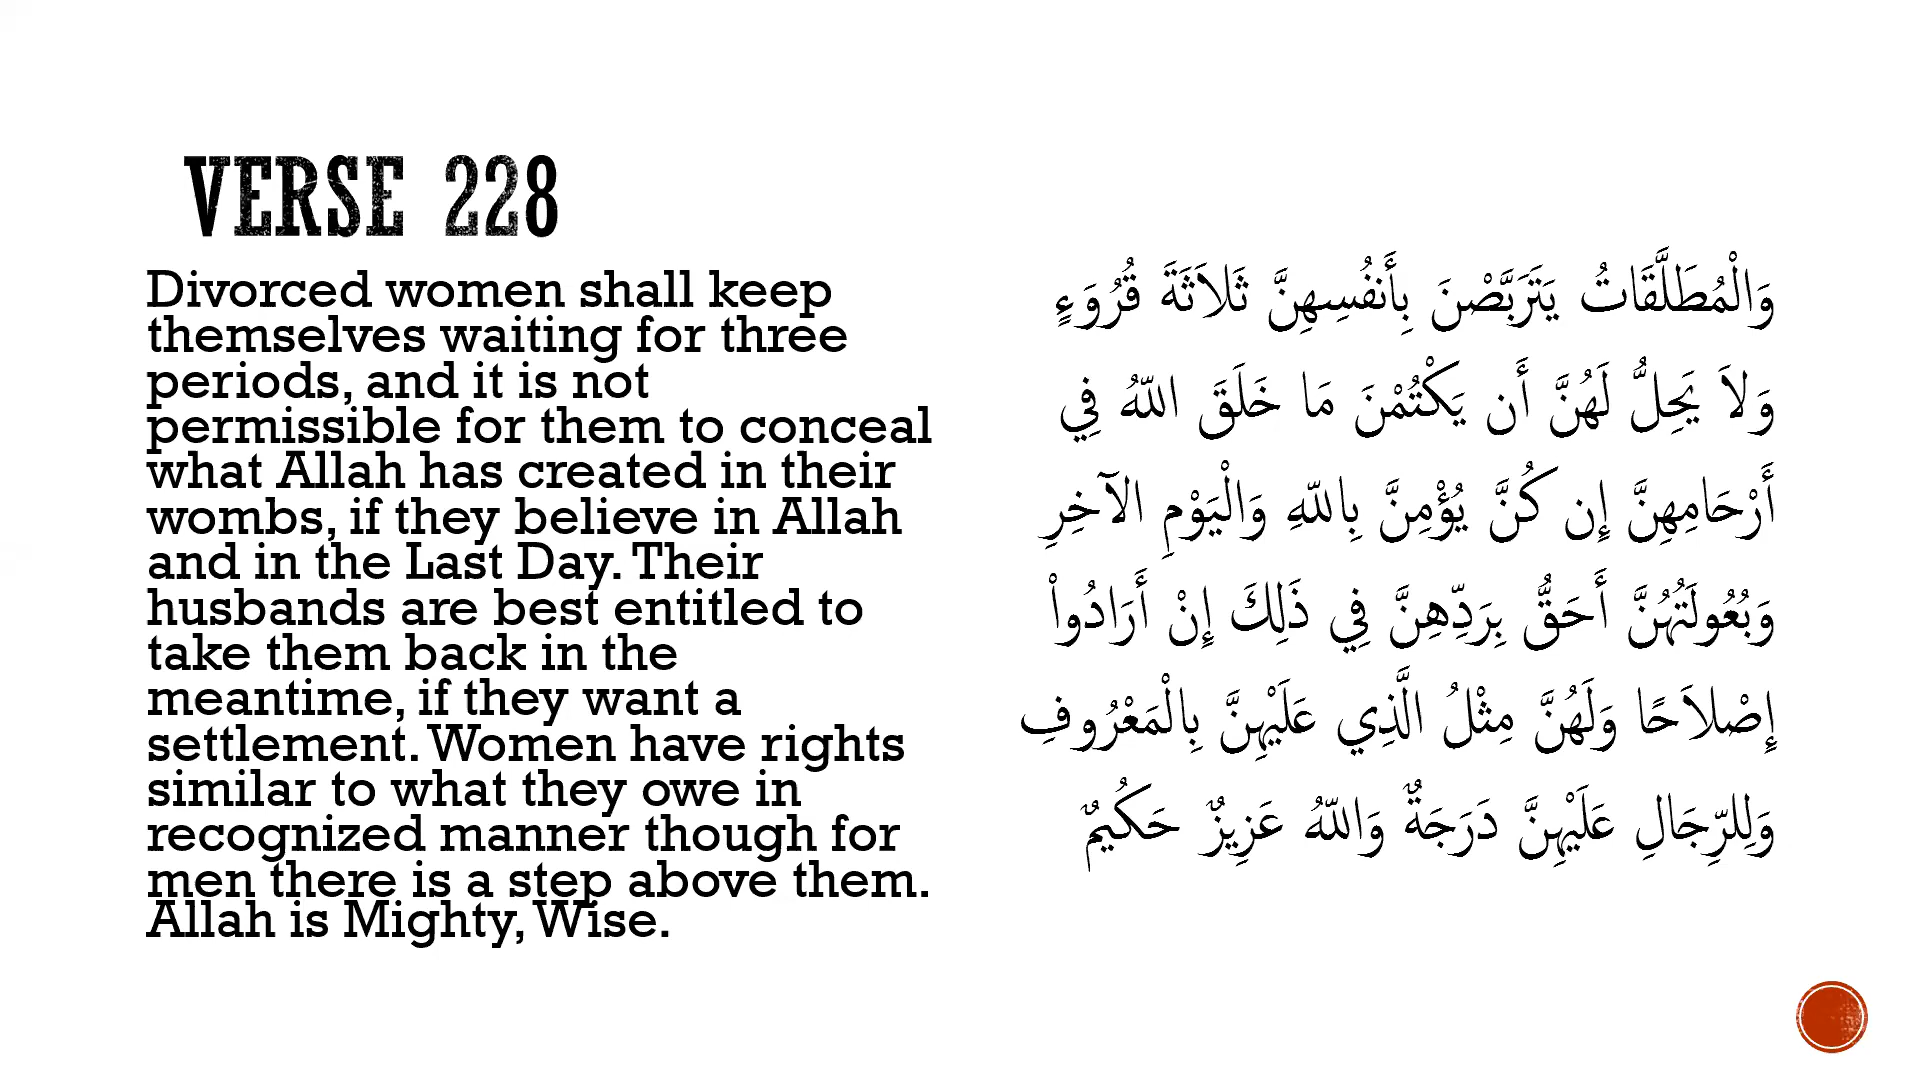 VERSE 228
Divorced women shall keep
themselves waiting for three
periods, and it is not
permissible for them to conceal
what Allah has created in their
wombs, if they believe in Allah
and in the Last Day. Their
husbands are best entitled to
take them back in the
meantime, if they want a
settlement. Women have rights
similar to what they owe in
recognized manner though for
men there is a step above them.
Allah is Mighty, Wise.
وَالْمُطَلَّقَاتُ يَتَرَبَّصْنَ بِأَنفُسِهِنَّ ثَلاَثَةَ قُرُوَءٍ
وَلاَ يَحِلُّ لَهُنَّ أَن يَكْتُمْنَ مَا خَلَقَ اللّهُ فِي
أَرْحَامِهِنَّ إِن كُنَّ يُؤْمِنَّ بِاللّهِ وَالْيَوْمِ الآخِرِ
وَبُعُولَتُهُنَّ أَحَقُّ بِرَدِّهِنَّ فِي ذَلِكَ إِنْ أَرَادُواْ
إِصْلاَحًا وَلَهُنَّ مِثْلُ الَّذِي عَلَيْهِنَّ بِالْمَعْرُوفِ
وَلِلرِّجَالِ عَلَيْهِنَّ دَرَجَةٌ وَاللّهُ عَزِيزٌ حَكُيمٌ